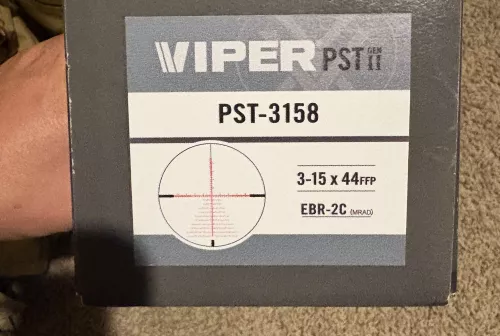 VIPER PST GEN II
PST-3158
3-15 x 44FFP
EBR-2C (MRAD)